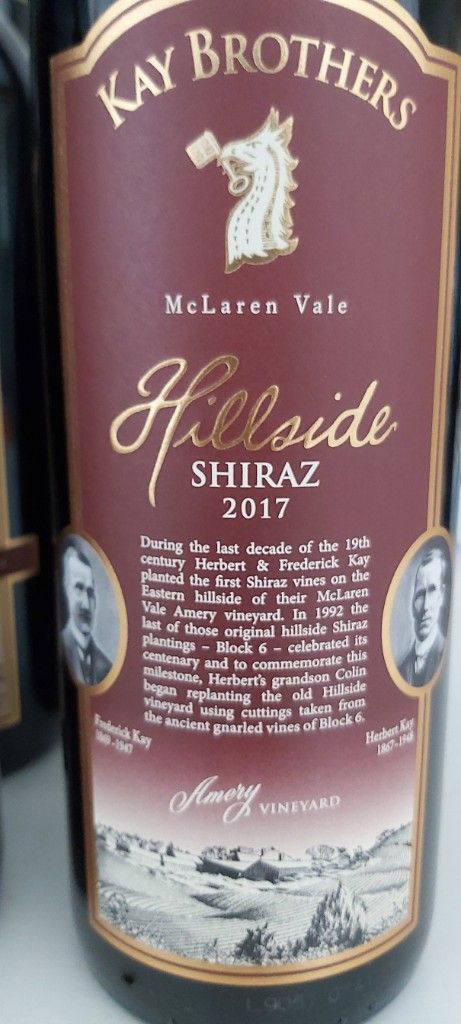 KAY BROTHERS
McLaren Vale
Hillside
SHIRAZ
2017
During the last decade of the 19th
century Herbert & Frederick Kay
planted the first Shiraz vines on the
Eastern hillside of their McLaren
Vale Amery vineyard. In 1992 the
last of those original hillside Shiraz
plantings – Block 6 – celebrated its
centenary and to commemorate this
milestone, Herbert's grandson Colin
began replanting the old Hillside
vineyard using cuttings taken from
the ancient gnarled vines of Block 6.
Frederick Kay
Herbert Kay
1867–1948
Amery VINEYARD